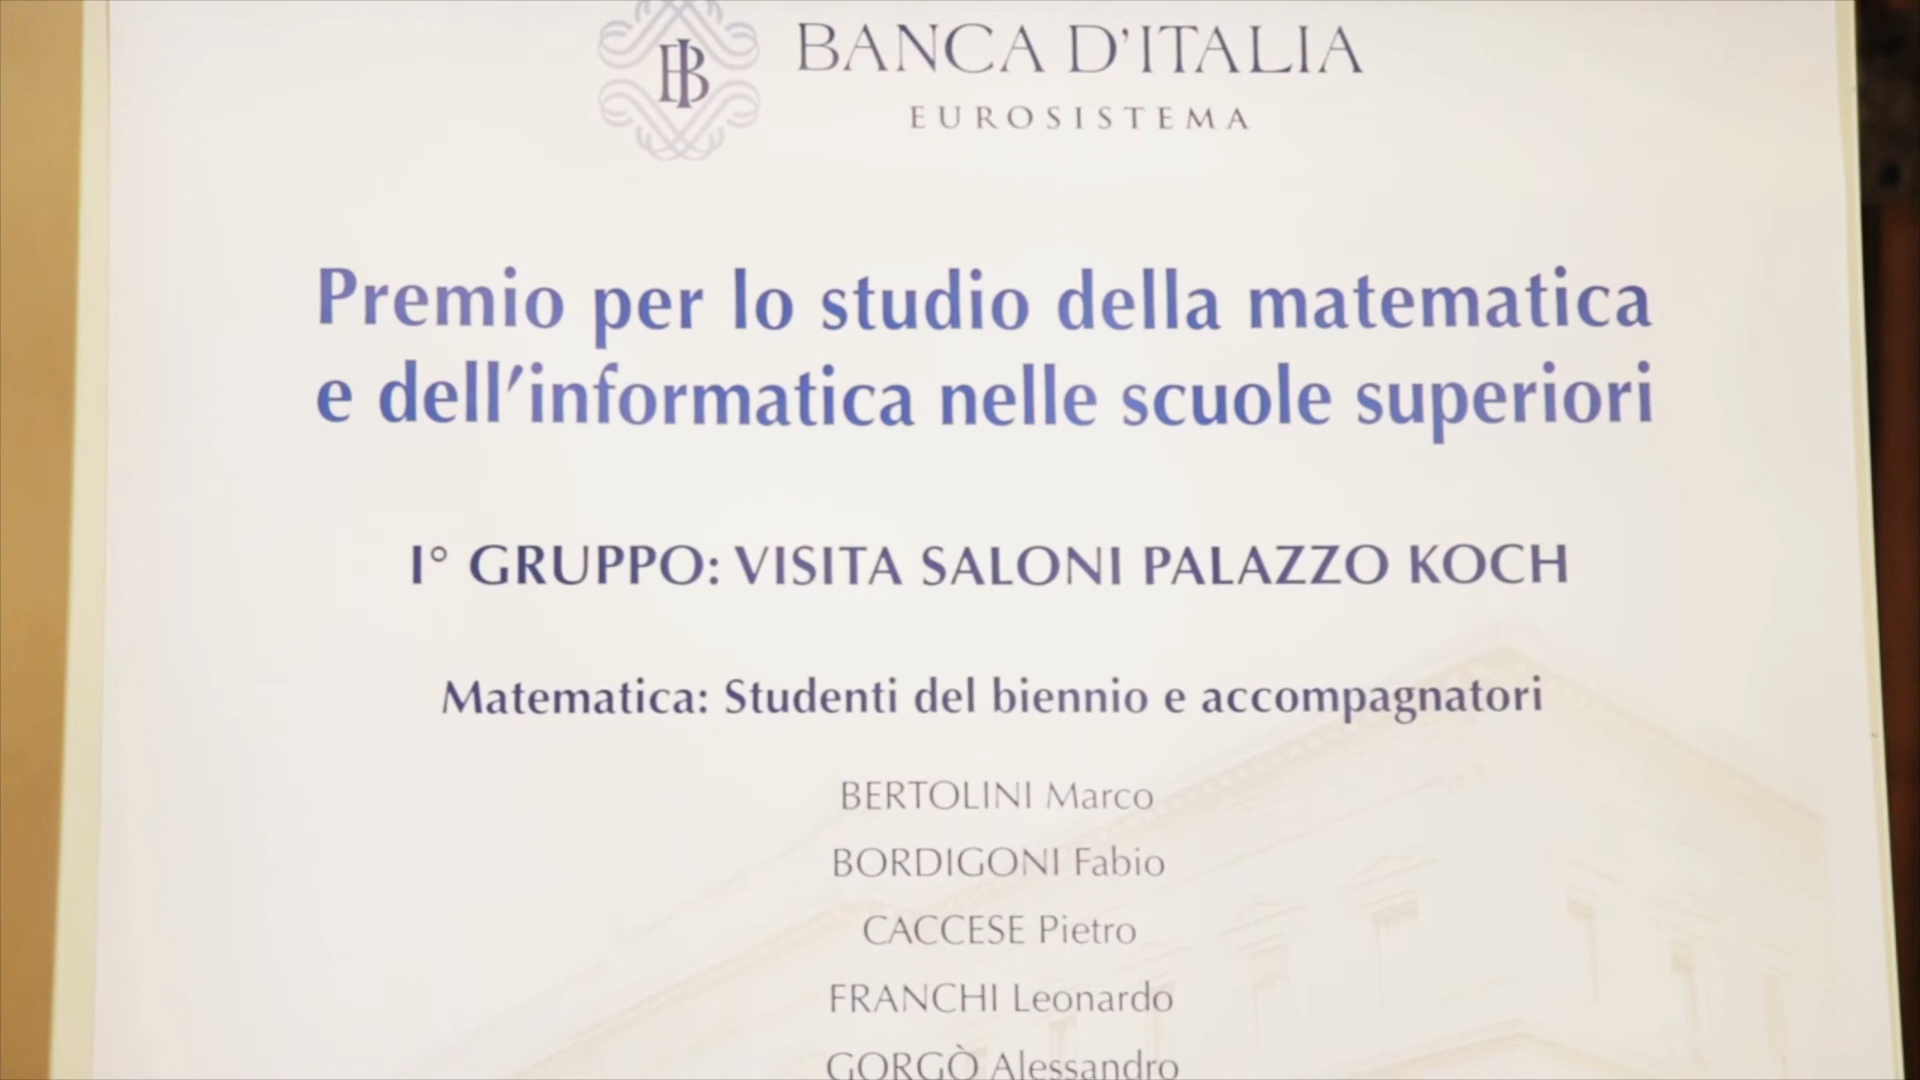 BANCA D'ITALIA
EUROSISTEMA
Premio per lo studio della matematica
e dell'informatica nelle scuole superiori
I° GRUPPO: VISITA SALONI PALAZZO KOCH
Matematica: Studenti del biennio e accompagnatori
BERTOLINI Marco
BORDIGONI Fabio
CACCESE Pietro
FRANCHI Leonardo
GORGÒ Alessandro